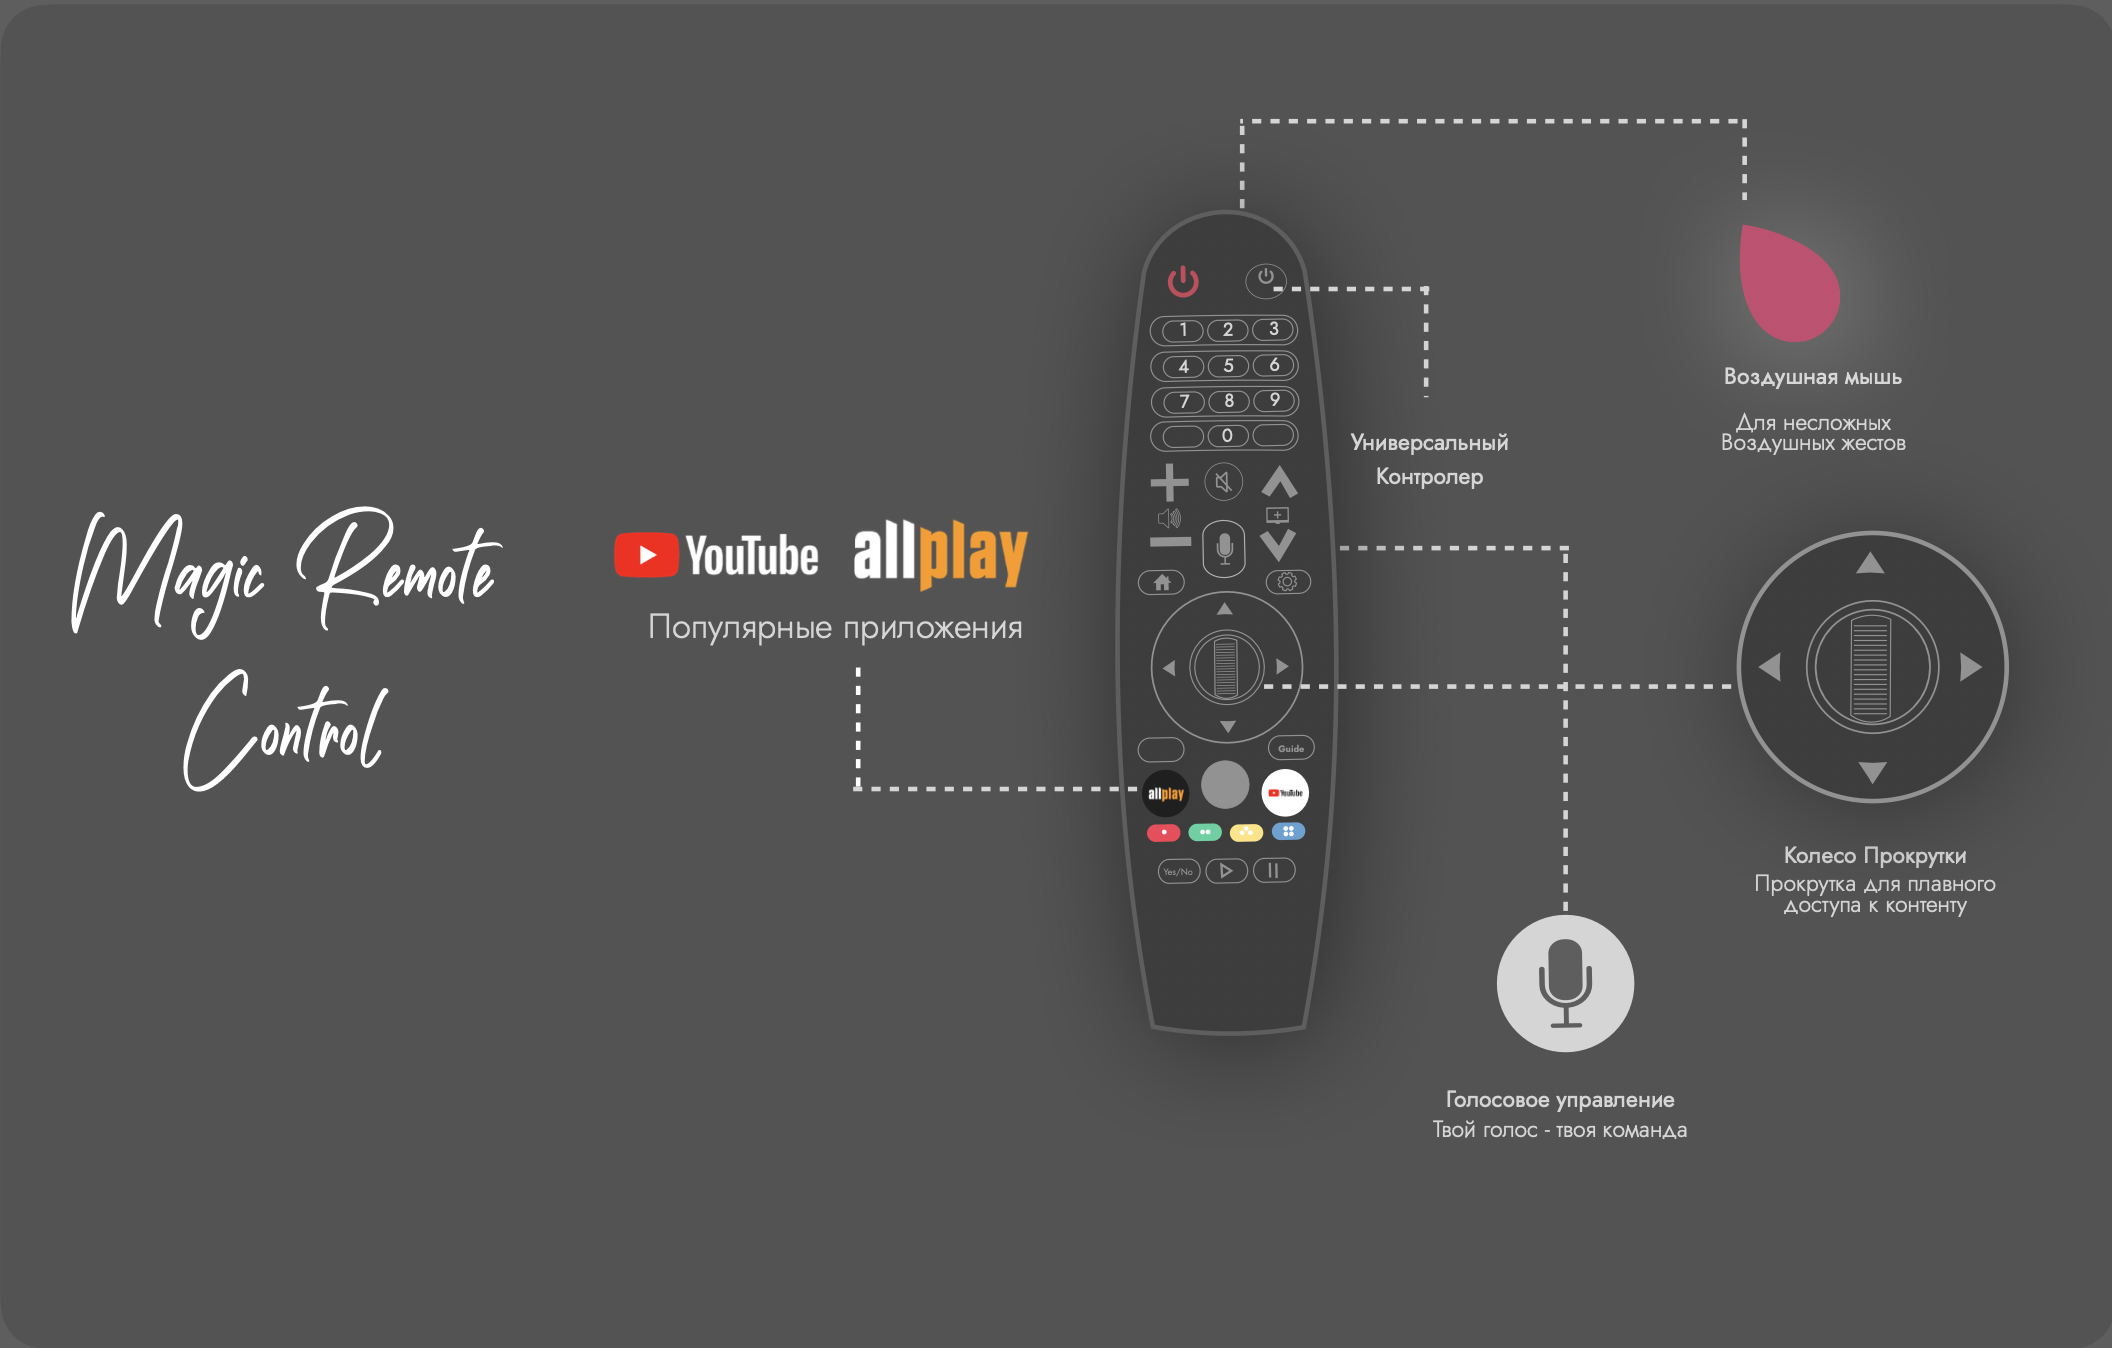 Magic Remote
Control
YouTube allplay
Популярные приложения
1 2 3
4 5 6
7 8 9
0
Guide
allplay YouTube
Yes/No
Универсальный
Контролер
Воздушная мышь
Для несложных
Воздушных жестов
Колесо Прокрутки
Прокрутка для плавного
доступа к контенту
Голосовое управление
Твой голос - твоя команда